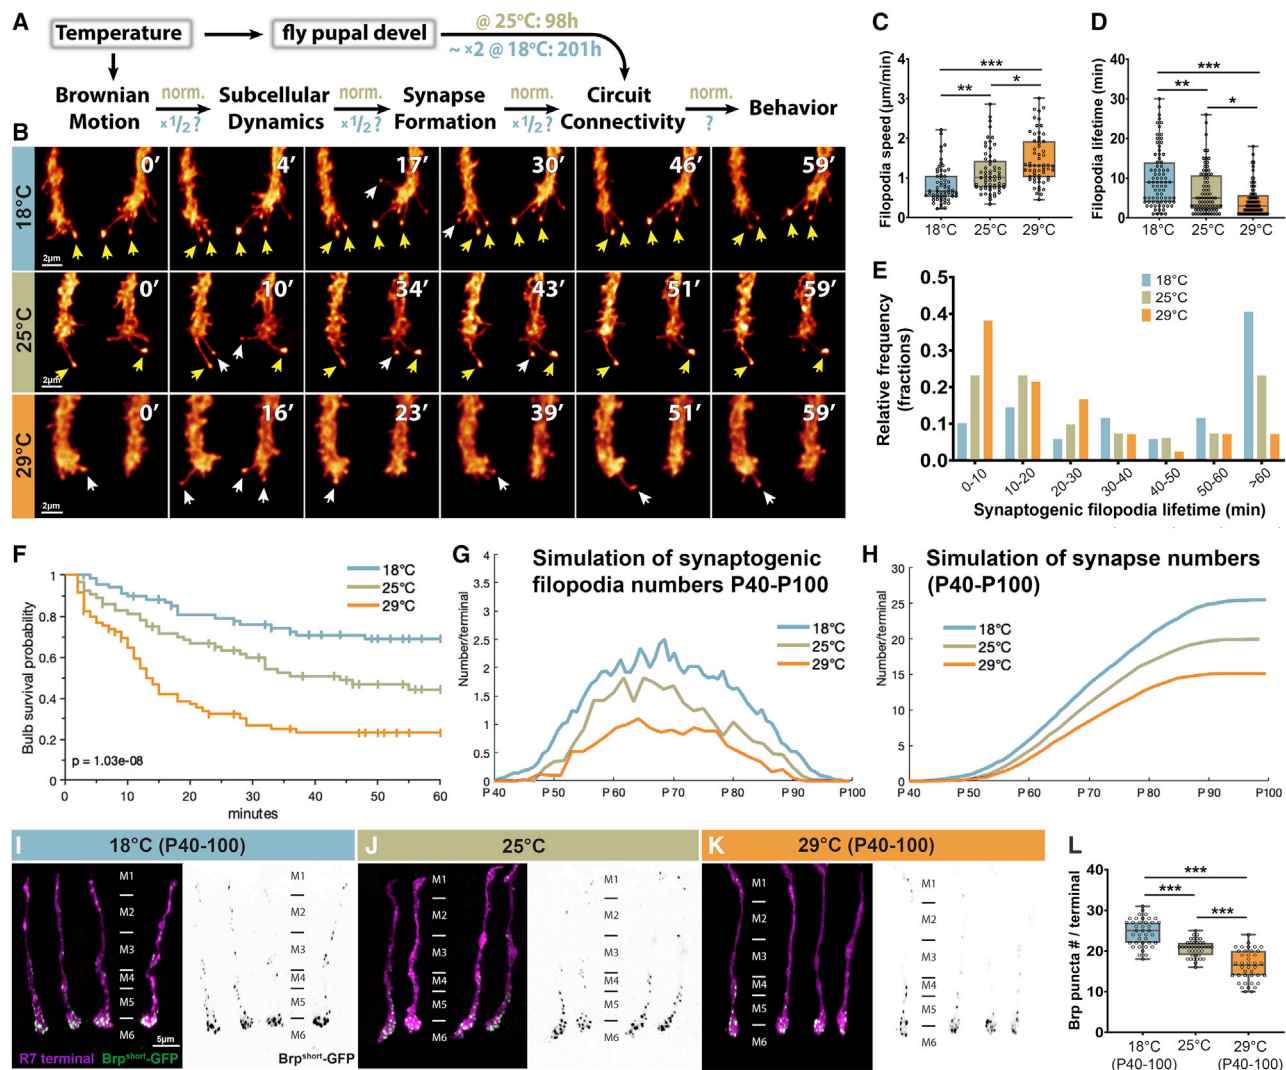 A
Temperature
fly pupal devel
@ 25°C: 98h
~ x2 @ 18°C: 201h
Brownian
Motion
norm.
x1/2 ?
Subcellular
Dynamics
norm.
x1/2 ?
Synapse
Formation
norm.
x1/2 ?
Circuit
Connectivity
norm.
?
Behavior
B
18°C
0′
4′
17′
30′
46′
59′
2µm
25°C
0′
10′
34′
43′
51′
59′
2µm
29°C
0′
16′
23′
39′
51′
59′
2µm
C
Filopodia speed (µm/min)
4
3
2
1
0
***
**
*
18°C 25°C 29°C
D
Filopodia lifetime (min)
40
30
20
10
0
***
**
*
18°C 25°C 29°C
E
Relative frequency
(fractions)
0.5
0.4
0.3
0.2
0.1
0.0
18°C
25°C
29°C
0-10 10-20 20-30 30-40 40-50 50-60 >60
Synaptogenic filopodia lifetime (min)
F
Bulb survival probability
1
0.8
0.6
0.4
0.2
0
18°C
25°C
29°C
p = 1.03e-08
0 10 20 30 40 50 60
minutes
G
Simulation of synaptogenic
filopodia numbers P40-P100
Number/terminal
4
3.5
3
2.5
2
1.5
1
0.5
0
18°C
25°C
29°C
P 40 P 50 P 60 P 70 P 80 P 90 P100
H
Simulation of synapse numbers
(P40-P100)
Number/terminal
30
25
20
15
10
5
0
18°C
25°C
29°C
P 40 P 50 P 60 P 70 P 80 P 90 P 100
I
18°C (P40-100)
M1
M2
M3
M4
M5
M6
5µm
R7 terminal Brpshort-GFP
M1
M2
M3
M4
M5
M6
Brpshort-GFP
J
25°C
M1
M2
M3
M4
M5
M6
M1
M2
M3
M4
M5
M6
K
29°C (P40-100)
M1
M2
M3
M4
M5
M6
M1
M2
M3
M4
M5
M6
L
Brp puncta # / terminal
40
30
20
10
0
***
***
***
18°C 25°C 29°C
(P40-100) (P40-100)